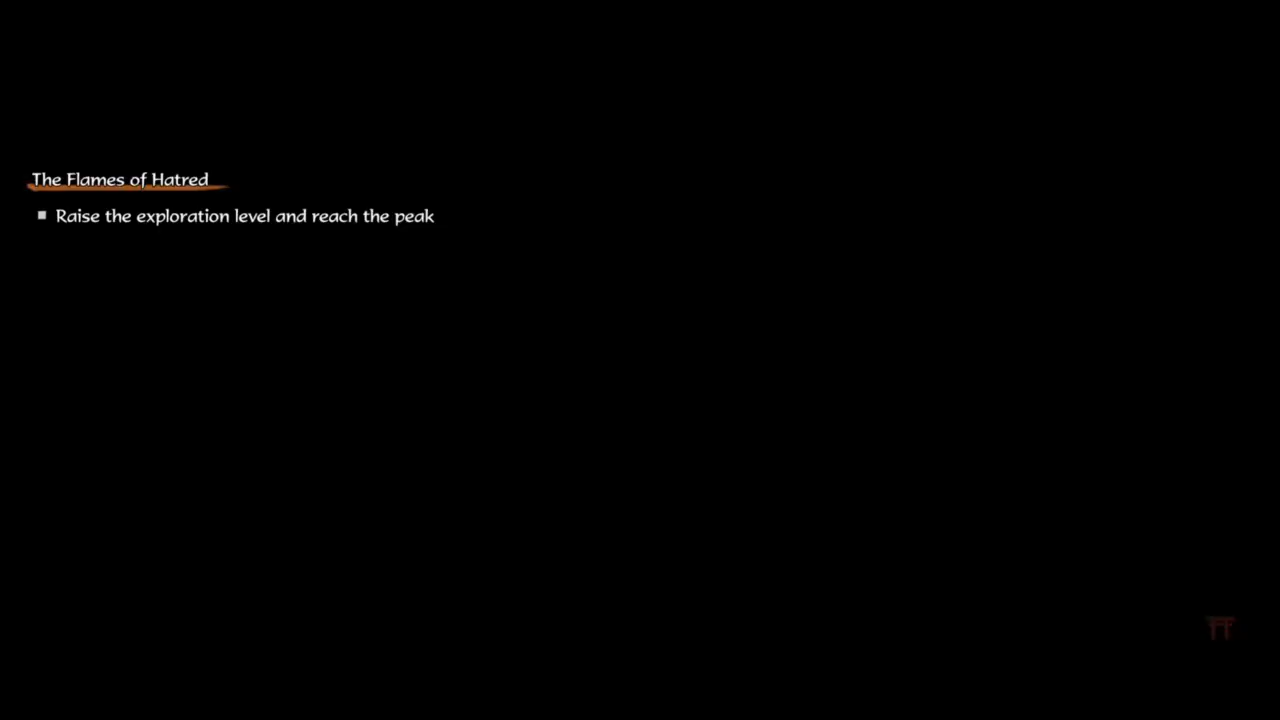 The Flames of Hatred
Raise the exploration level and reach the peak